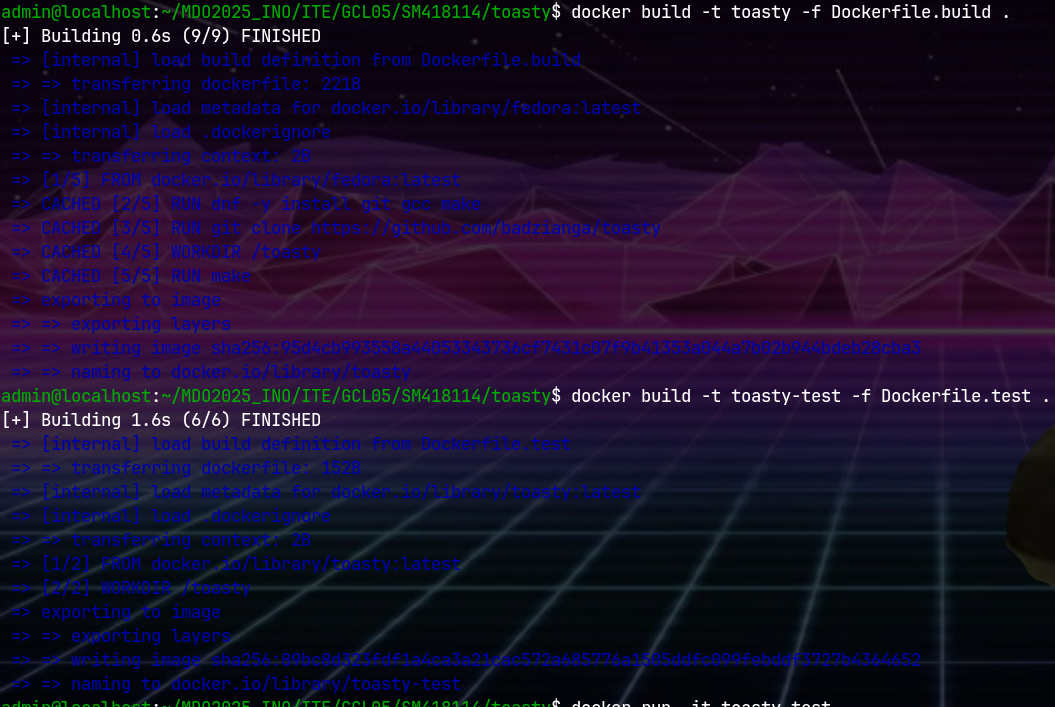 admin@localhost:~/MDO2025_INO/ITE/GCL05/SM418114/toasty$ docker build -t toasty -f Dockerfile.build .
[+] Building 0.6s (9/9) FINISHED
=> [internal] load build definition from Dockerfile.build
=> => transferring dockerfile: 221B
=> [internal] load metadata for docker.io/library/fedora:latest
=> [internal] load .dockerignore
=> => transferring context: 2B
=> [1/5] FROM docker.io/library/fedora:latest
=> CACHED [2/5] RUN dnf -y install git gcc make
=> CACHED [3/5] RUN git clone https://github.com/badzianga/toasty
=> CACHED [4/5] WORKDIR /toasty
=> CACHED [5/5] RUN make
=> exporting to image
=> => exporting layers
=> => writing image
=> => naming to docker.io/library/toasty
admin@localhost:~/MDO2025_INO/ITE/GCL05/SM418114/toasty$ docker build -t toasty-test -f Dockerfile.test .
[+] Building 1.6s (6/6) FINISHED
=> [internal] load build definition from Dockerfile.test
=> => transferring dockerfile: 152B
=> [internal] load metadata for docker.io/library/toasty:latest
=> [internal] load .dockerignore
=> => transferring context: 2B
=> [1/2] FROM docker.io/library/toasty:latest
=> [2/2] WORKDIR /toasty
=> exporting to image
=> => exporting layers
=> => writing image
=> => naming to docker.io/library/toasty-test
admin@localhost:~/MDO2025_INO/ITE/GCL05/SM418114/toasty$ docker run -it toasty-test